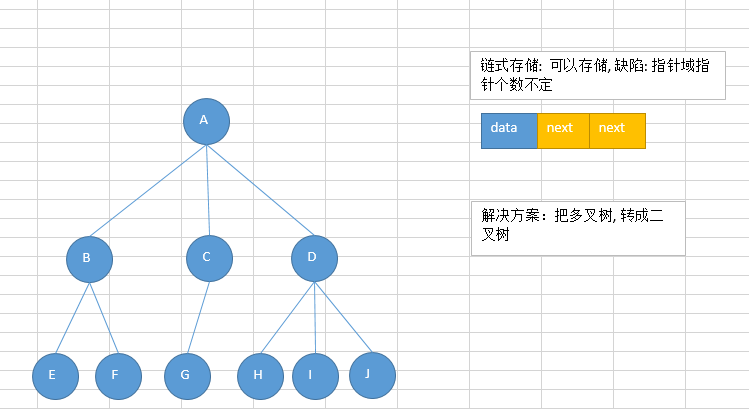 链式存储: 可以存储, 缺陷: 指针域指
针个数不定
data next next
解决方案: 把多叉树, 转成二
叉树
A
B C D
E F G H I J